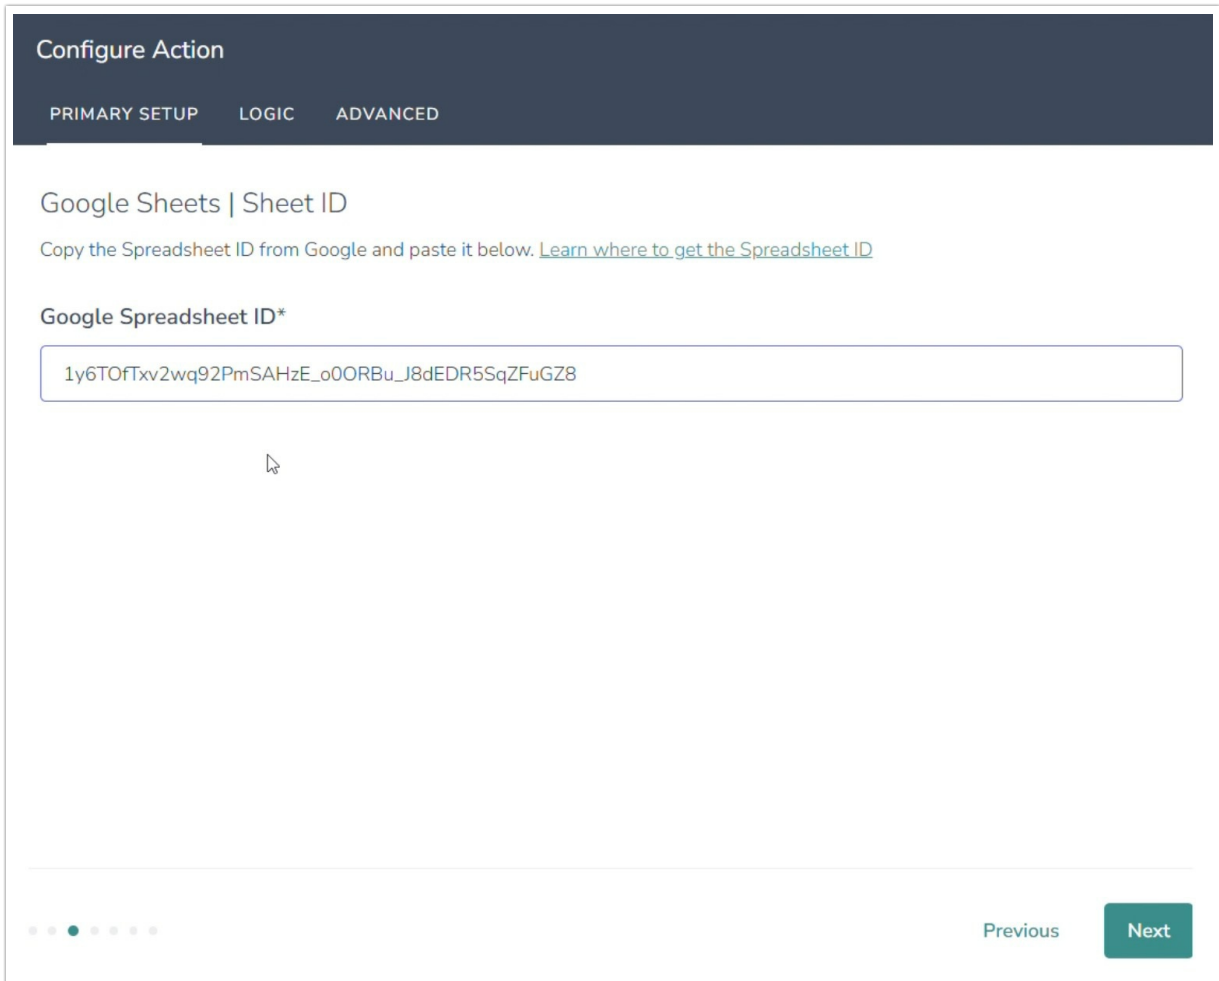 Configure Action
PRIMARY SETUP LOGIC ADVANCED
Google Sheets | Sheet ID
Copy the Spreadsheet ID from Google and paste it below. Learn where to get the Spreadsheet ID
Google Spreadsheet ID*
1y6TOfTxv2wq92PmSAHzE_o0ORBu_J8dEDR5SqZFuGZ8
Previous Next